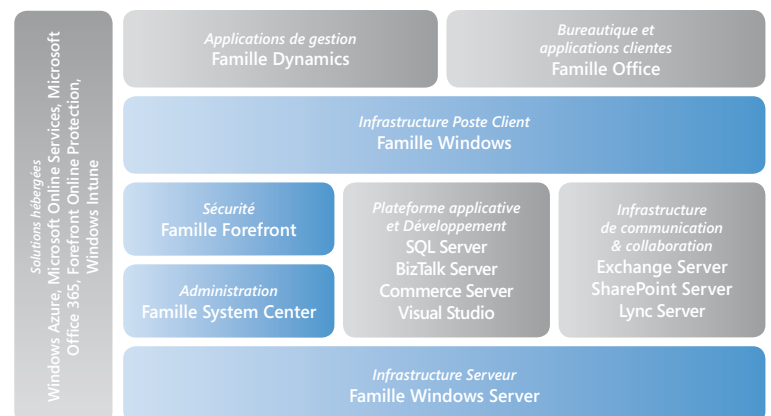 Solutions hébergées
Windows Azure, Microsoft Online Services, Microsoft
Office 365, Forefront Online Protection,
Windows Intune
Applications de gestion
Famille Dynamics
Bureautique et
applications clientes
Famille Office
Infrastructure Poste Client
Famille Windows
Sécurité
Famille Forefront
Administration
Famille System Center
Plateforme applicative
et Développement
SQL Server
BizTalk Server
Commerce Server
Visual Studio
Infrastructure
de communication
& collaboration
Exchange Server
SharePoint Server
Lync Server
Infrastructure Serveur
Famille Windows Server